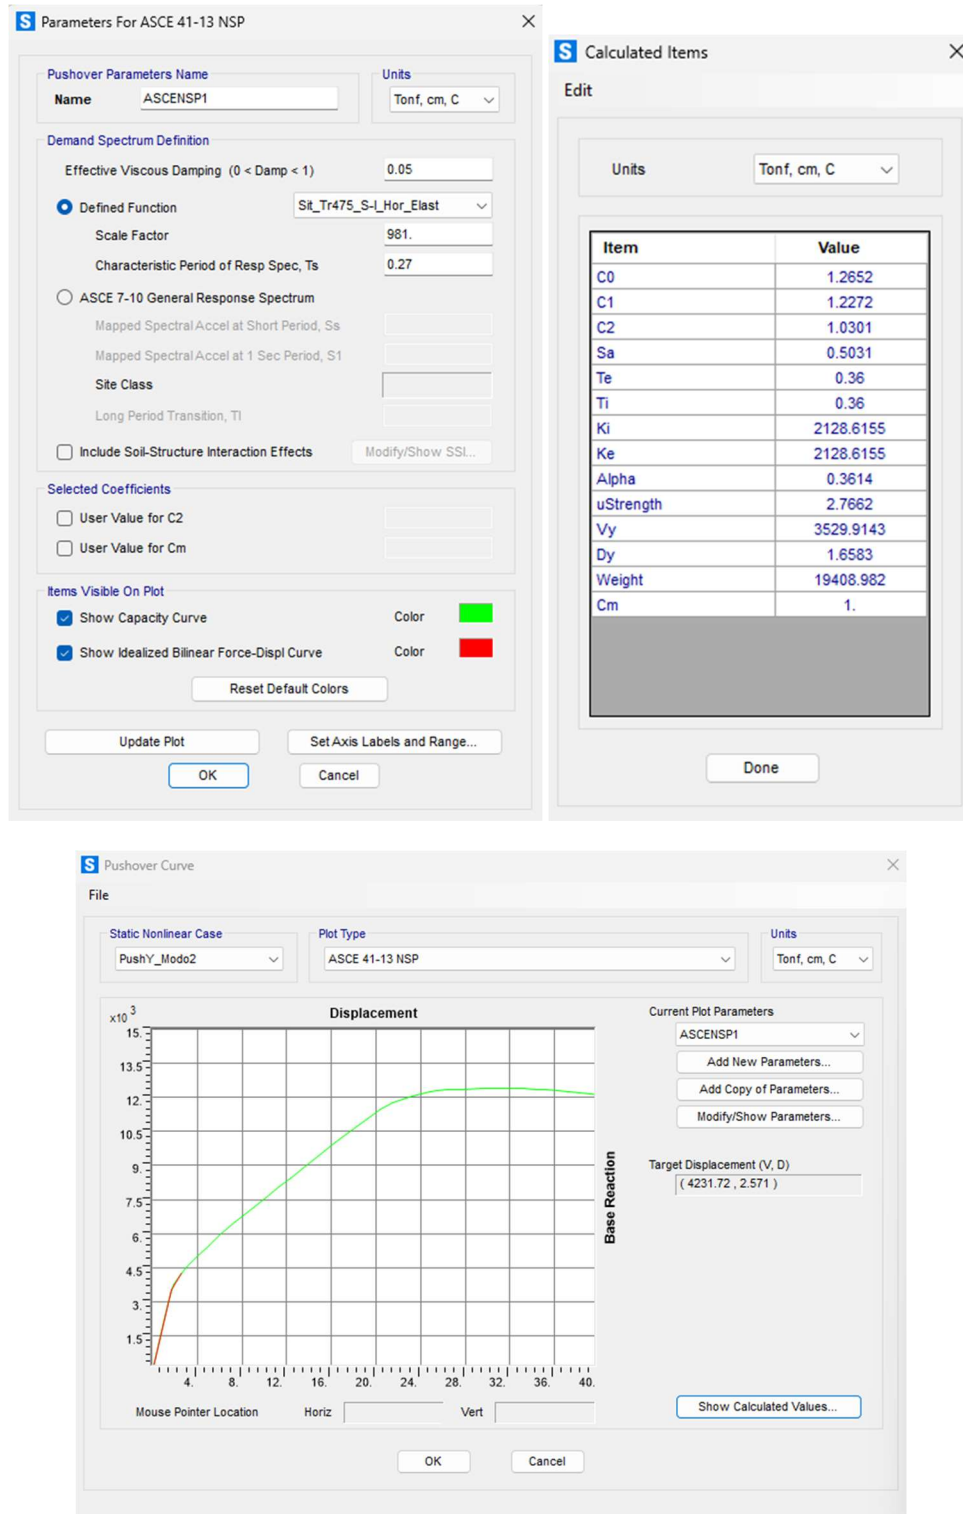 S Parameters For ASCE 41-13 NSP
Pushover Parameters Name
Name ASCENSP1
Units
Tonf, cm, C
Demand Spectrum Definition
Effective Viscous Damping (0 < Damp < 1) 0.05
Defined Function Sit_Tr475_S-I_Hor_Elast
Scale Factor 981.
Characteristic Period of Resp Spec, Ts 0.27
ASCE 7-10 General Response Spectrum
Mapped Spectral Accel at Short Period, Ss
Mapped Spectral Accel at 1 Sec Period, S1
Site Class
Long Period Transition, Tl
Include Soil-Structure Interaction Effects Modify/Show SSI...
Selected Coefficients
User Value for C2
User Value for Cm
Items Visible On Plot
Show Capacity Curve Color
Show Idealized Bilinear Force-Displ Curve Color
Reset Default Colors
Update Plot Set Axis Labels and Range...
OK Cancel
S Calculated Items
Edit
Units Tonf, cm, C
Item Value
C0 1.2652
C1 1.2272
C2 1.0301
Sa 0.5031
Te 0.36
Ti 0.36
Ki 2128.6155
Ke 2128.6155
Alpha 0.3614
uStrength 2.7662
Vy 3529.9143
Dy 1.6583
Weight 19408.982
Cm 1.
Done
S Pushover Curve
File
Static Nonlinear Case
PushY_Modo2
Plot Type
ASCE 41-13 NSP
Units
Tonf, cm, C
x10 3
Displacement
15.
13.5
12.
10.5
9.
7.5
6.
4.5
3.
1.5
4. 8. 12. 16. 20. 24. 28. 32. 36. 40.
Base Reaction
Current Plot Parameters
ASCENSP1
Add New Parameters...
Add Copy of Parameters...
Modify/Show Parameters...
Target Displacement (V, D)
( 4231.72 , 2.571 )
Show Calculated Values...
Mouse Pointer Location Horiz Vert
OK Cancel